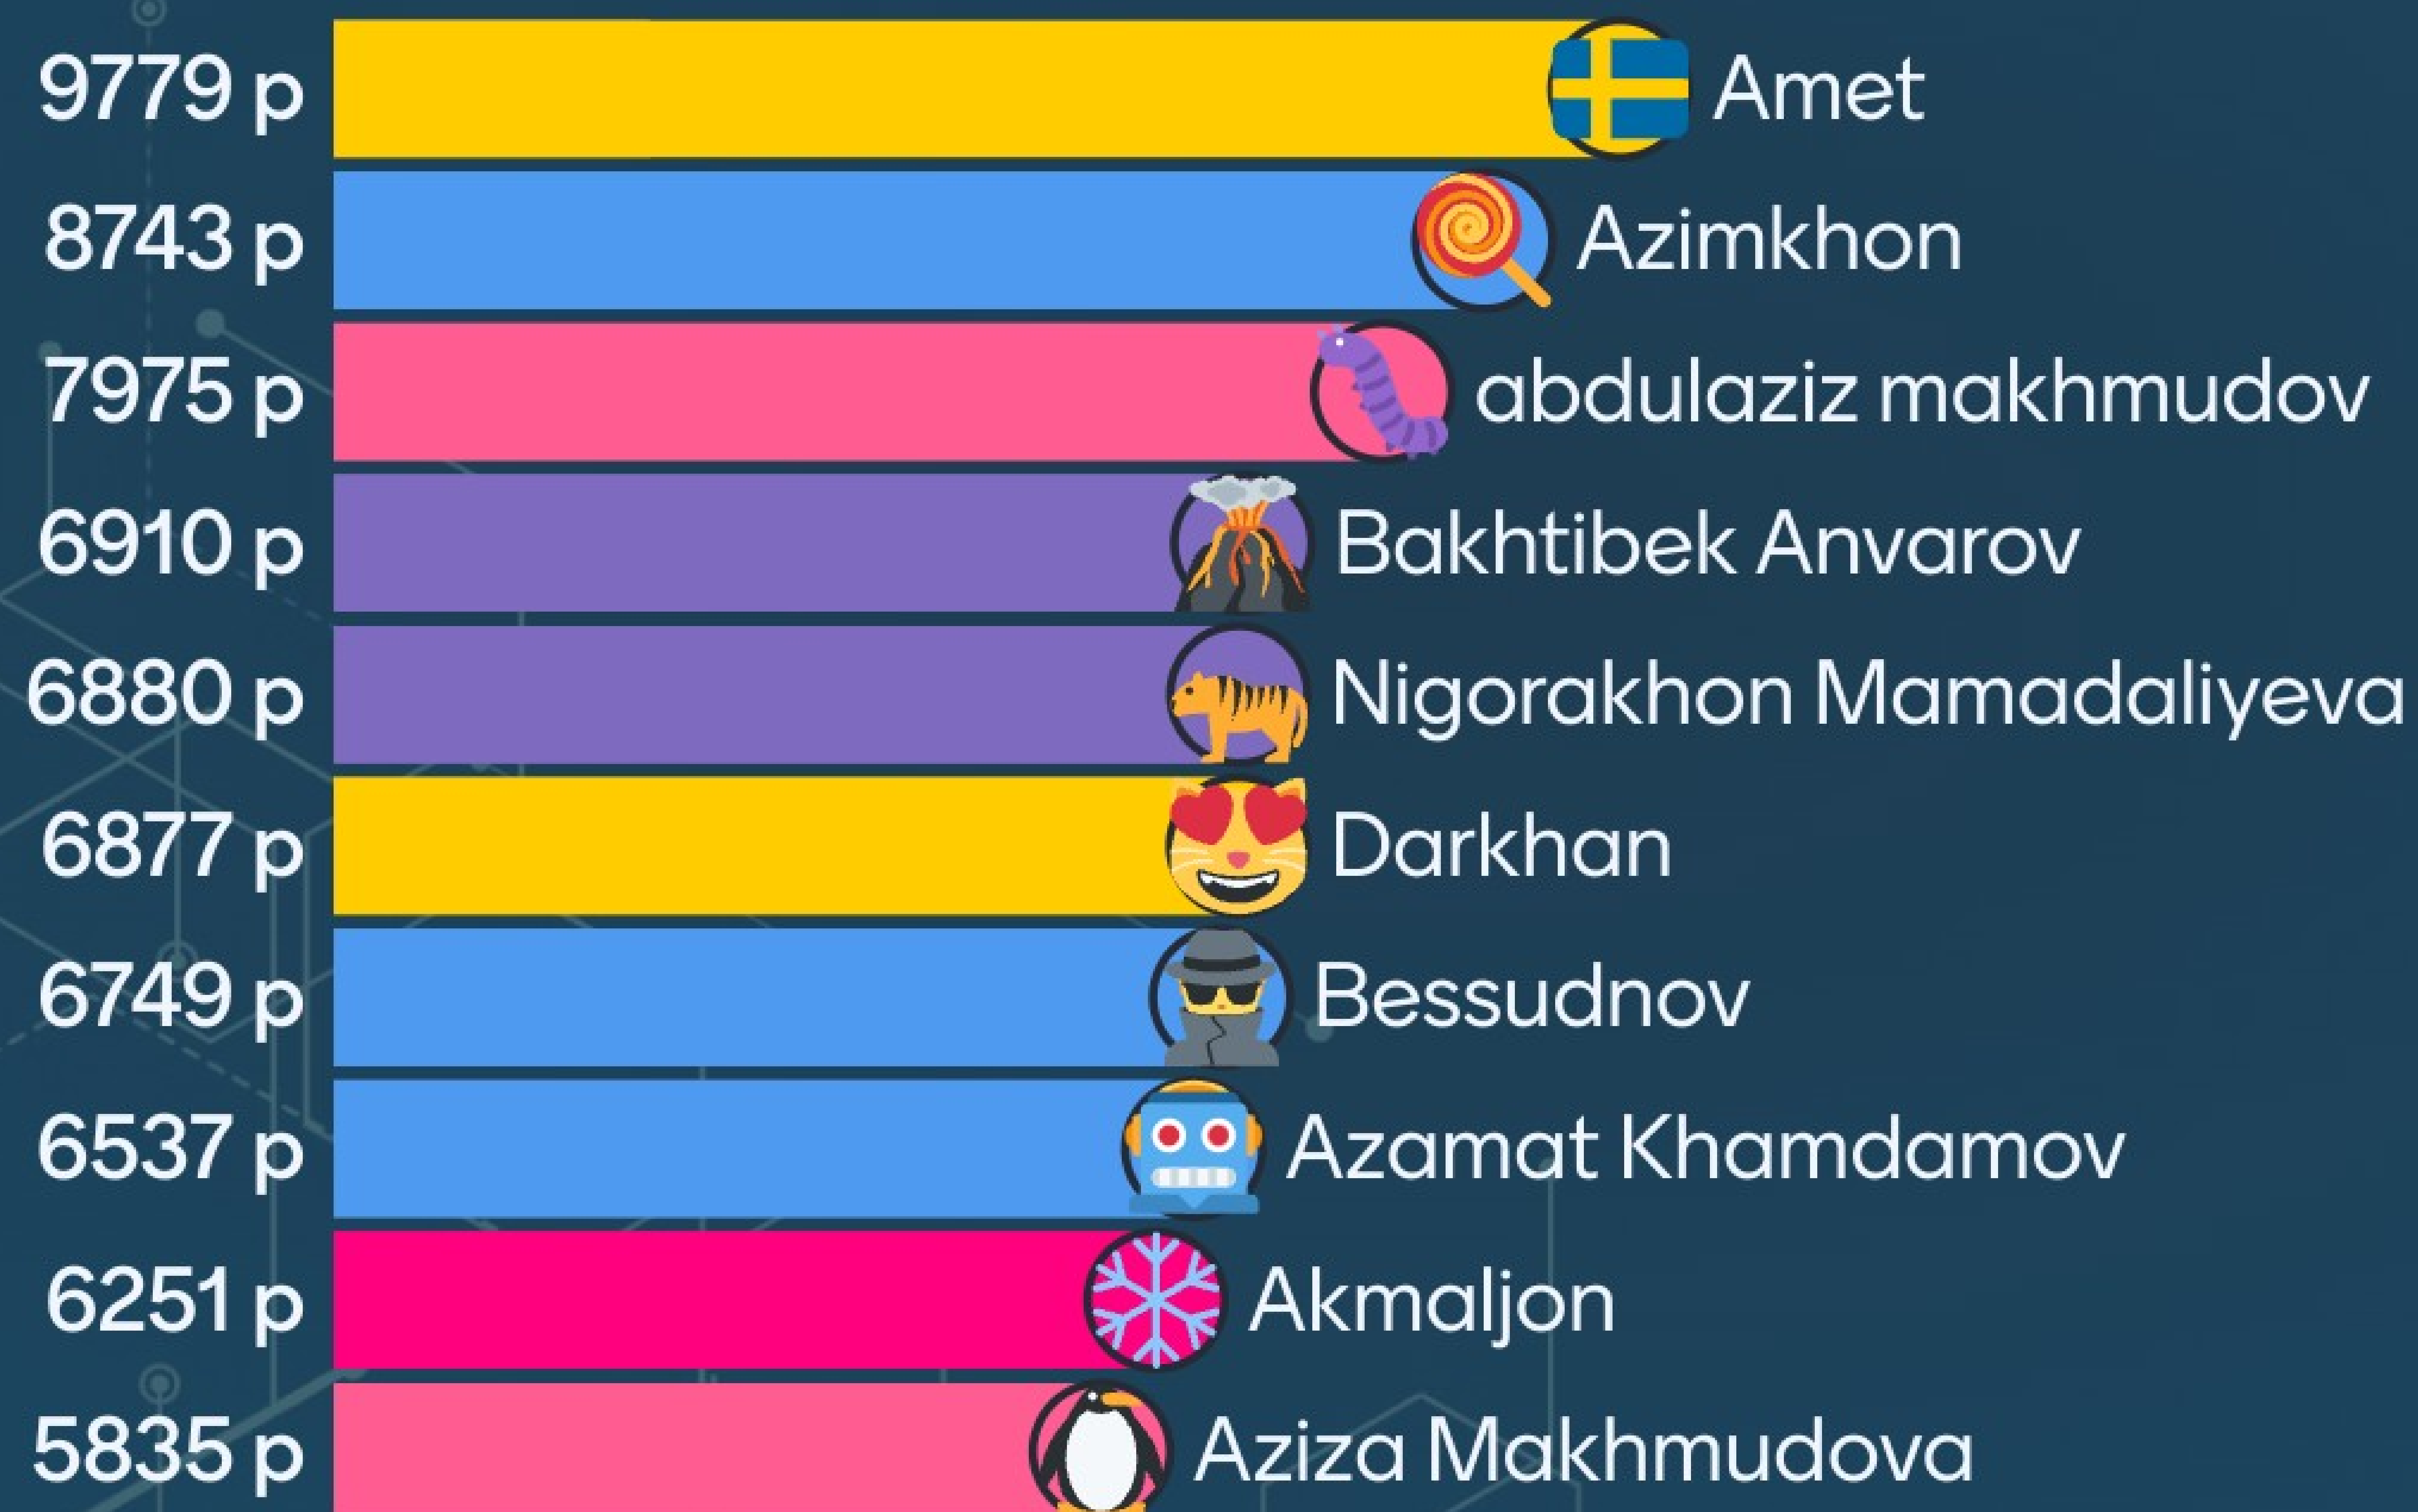 9779 p Amet
8743 p Azimkhon
7975 p abdulaziz makhmudov
6910 p Bakhtibek Anvarov
6880 p Nigorakhon Mamadaliyeva
6877 p Darkhan
6749 p Bessudnov
6537 p Azamat Khamdamov
6251 p Akmaljon
5835 p Aziza Makhmudova